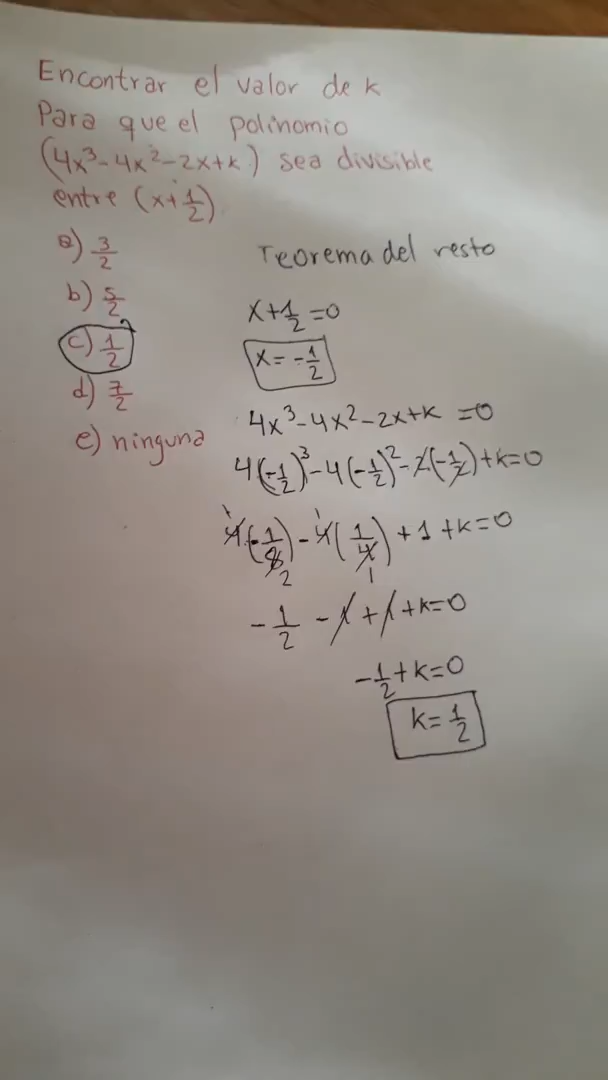 Encontrar el valor de k
Para que el polinomio
(4x³-4x²-2x+k) sea divisible
entre (x+1/2)
a) 3/2
b) 5/2
c) 1/2
d) 7/2
e) ninguna
Teorema del resto
x+1/2=0
x=-1/2
4x³-4x²-2x+k=0
4(-1/2)³-4(-1/2)²-2(-1/2)+k=0
4(-1/8)-4(1/4)+1+k=0
-1/2-1+1+k=0
-1/2+k=0
k=1/2